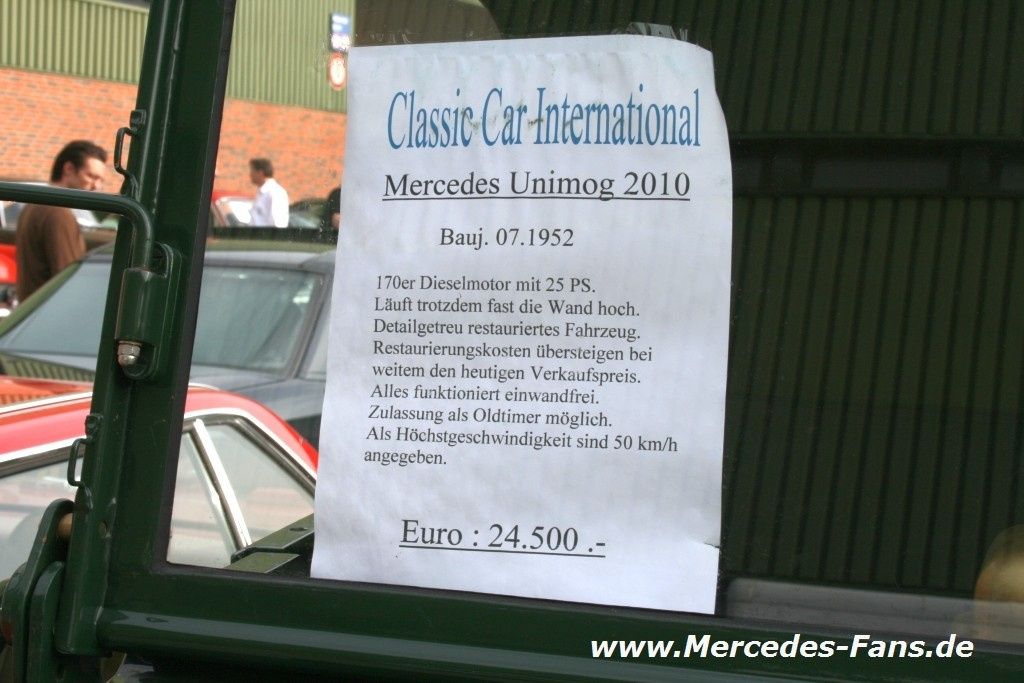 Classic Car International
Mercedes Unimog 2010
Bauj. 07.1952
170er Dieselmotor mit 25 PS.
Läuft trotzdem fast die Wand hoch.
Detailgetreu restauriertes Fahrzeug.
Restaurierungskosten übersteigen bei
weitem den heutigen Verkaufspreis.
Alles funktioniert einwandfrei.
Zulassung als Oldtimer möglich.
Als Höchstgeschwindigkeit sind 50 km/h
angegeben.
Euro : 24.500 .-
www.Mercedes-Fans.de